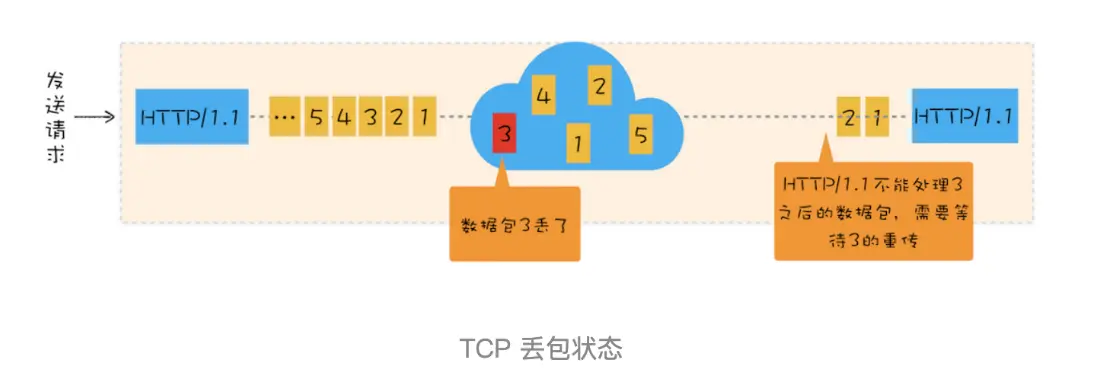 发送请求
HTTP/1.1
... 5 4 3 2 1
4
2
3
1
5
2 1
HTTP/1.1
数据包3丢了
HTTP/1.1不能处理3
之后的数据包，需要等
待3的重传
TCP 丢包状态